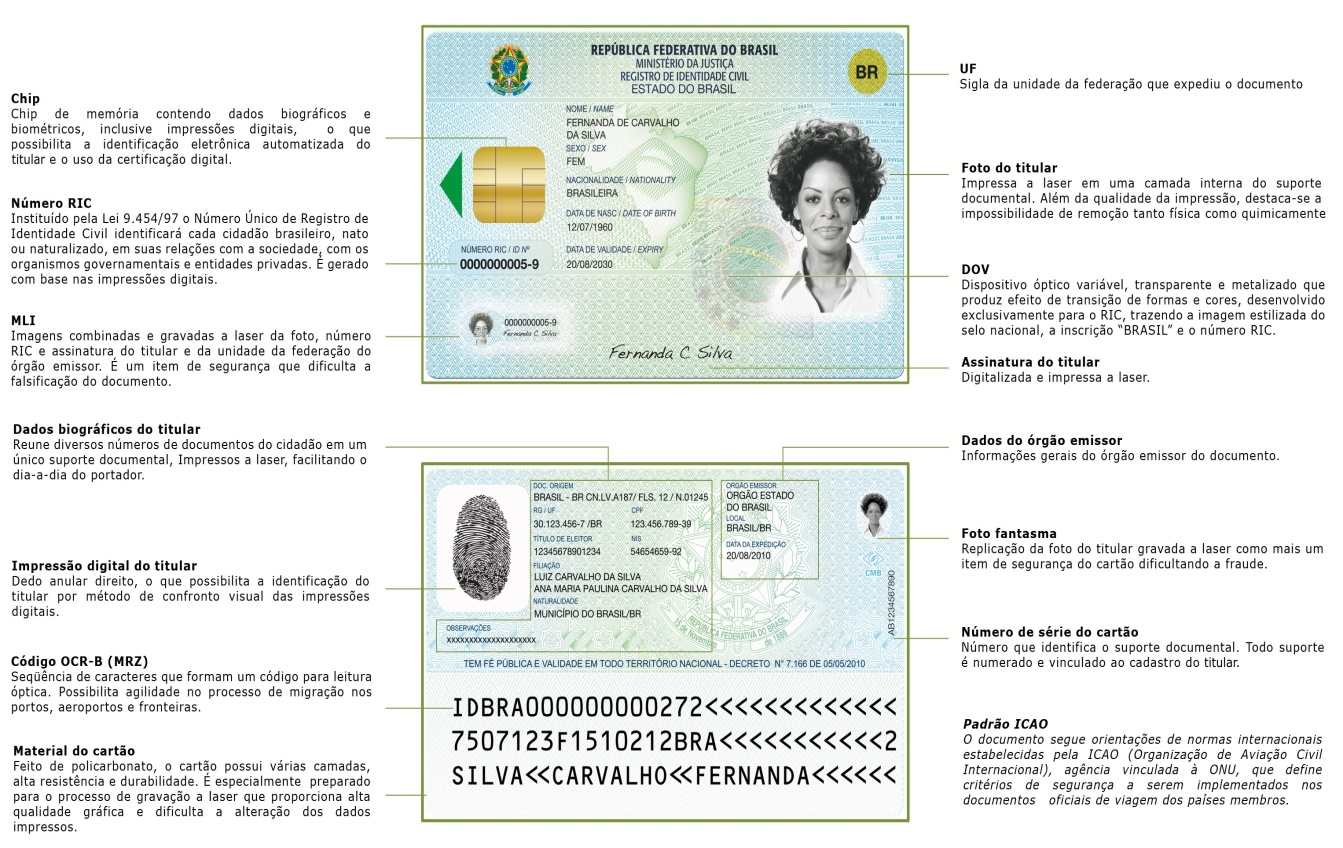 Chip
Chip de memória contendo dados biográficos e
biométricos, inclusive impressões digitais, o que
possibilita a identificação eletrônica automatizada do
titular e o uso da certificação digital.
Número RIC
Instituído pela Lei 9.454/97 o Número Único de Registro de
Identidade Civil identificará cada cidadão brasileiro, nato
ou naturalizado, em suas relações com a sociedade, com os
organismos governamentais e entidades privadas. É gerado
com base nas impressões digitais.
MLI
Imagens combinadas e gravadas a laser da foto, número
RIC e assinatura do titular e da unidade da federação do
órgão emissor. É um item de segurança que dificulta a
falsificação do documento.
REPÚBLICA FEDERATIVA DO BRASIL
MINISTÉRIO DA JUSTIÇA
REGISTRO DE IDENTIDADE CIVIL
ESTADO DO BRASIL
BR
NOME / NAME
FERNANDA DE CARVALHO
DA SILVA
SEXO / SEX
FEM
NACIONALIDADE / NATIONALITY
BRASILEIRA
DATA DE NASC / DATE OF BIRTH
12/07/1960
NÚMERO RIC / ID Nº
0000000005-9
DATA DE VALIDADE / EXPIRY
20/08/2030
0000000005-9
Fernanda C Silva
Fernanda C Silva
UF
Sigla da unidade da federação que expediu o documento
Foto do titular
Impressa a laser em uma camada interna do suporte
documental. Além da qualidade da impressão, destaca-se a
impossibilidade de remoção tanto física como quimicamente
DOV
Dispositivo óptico variável, transparente e metalizado que
produz efeito de transição de formas e cores, desenvolvido
exclusivamente para o RIC, trazendo a imagem estilizada do
selo nacional, a inscrição “BRASIL” e o número RIC.
Assinatura do titular
Digitalizada e impressa a laser.
Dados biográficos do titular
Reune diversos números de documentos do cidadão em um
único suporte documental, Impressos a laser, facilitando o
dia-a-dia do portador.
Impressão digital do titular
Dedo anular direito, o que possibilita a identificação do
titular por método de confronto visual das impressões
digitais.
Código OCR-B (MRZ)
Seqüência de caracteres que formam um código para leitura
óptica. Possibilita agilidade no processo de migração nos
portos, aeroportos e fronteiras.
Material do cartão
Feito de policarbonato, o cartão possui várias camadas,
alta resistência e durabilidade. É especialmente preparado
para o processo de gravação a laser que proporciona alta
qualidade gráfica e dificulta a alteração dos dados
impressos.
DOC. ORIGEM
BRASIL - BR CN.LV.A187/ FLS. 12 / N.01245
RG / UF CPF
30.123.456-7 /BR 123.456.789-39
TÍTULO DE ELEITOR NIS
12345678901234 54654659-92
FILIAÇÃO
LUIZ CARVALHO DA SILVA
ANA MARIA PAULINA CARVALHO DA SILVA
NATURALIDADE
MUNICÍPIO DO BRASIL/BR
OBSERVAÇÕES
xxxxxxxxxxxxxxxxxxxxx
ORGÃO EMISSOR
ORGÃO ESTADO
DO BRASIL
LOCAL
BRASIL/BR
DATA DA EXPEDIÇÃO
20/08/2010
CMB
AB1234567890
REPÚBLICA FEDERATIVA DO BRASIL
15 de Novembro de 1889
TEM FÉ PÚBLICA E VALIDADE EM TODO TERRITÓRIO NACIONAL - DECRETO N° 7.166 DE 05/05/2010
IDBRA000000000272<<<<<<<<<<<<<
7507123F1510212BRA<<<<<<<<<<<2
SILVA<<CARVALHO<<FERNANDA<<<<<<
Dados do órgão emissor
Informações gerais do órgão emissor do documento.
Foto fantasma
Replicação da foto do titular gravada a laser como mais um
item de segurança do cartão dificultando a fraude.
Número de série do cartão
Número que identifica o suporte documental. Todo suporte
é numerado e vinculado ao cadastro do titular.
Padrão ICAO
O documento segue orientações de normas internacionais
estabelecidas pela ICAO (Organização de Aviação Civil
Internacional), agência vinculada à ONU, que define
critérios de segurança a serem implementados nos
documentos oficiais de viagem dos países membros.